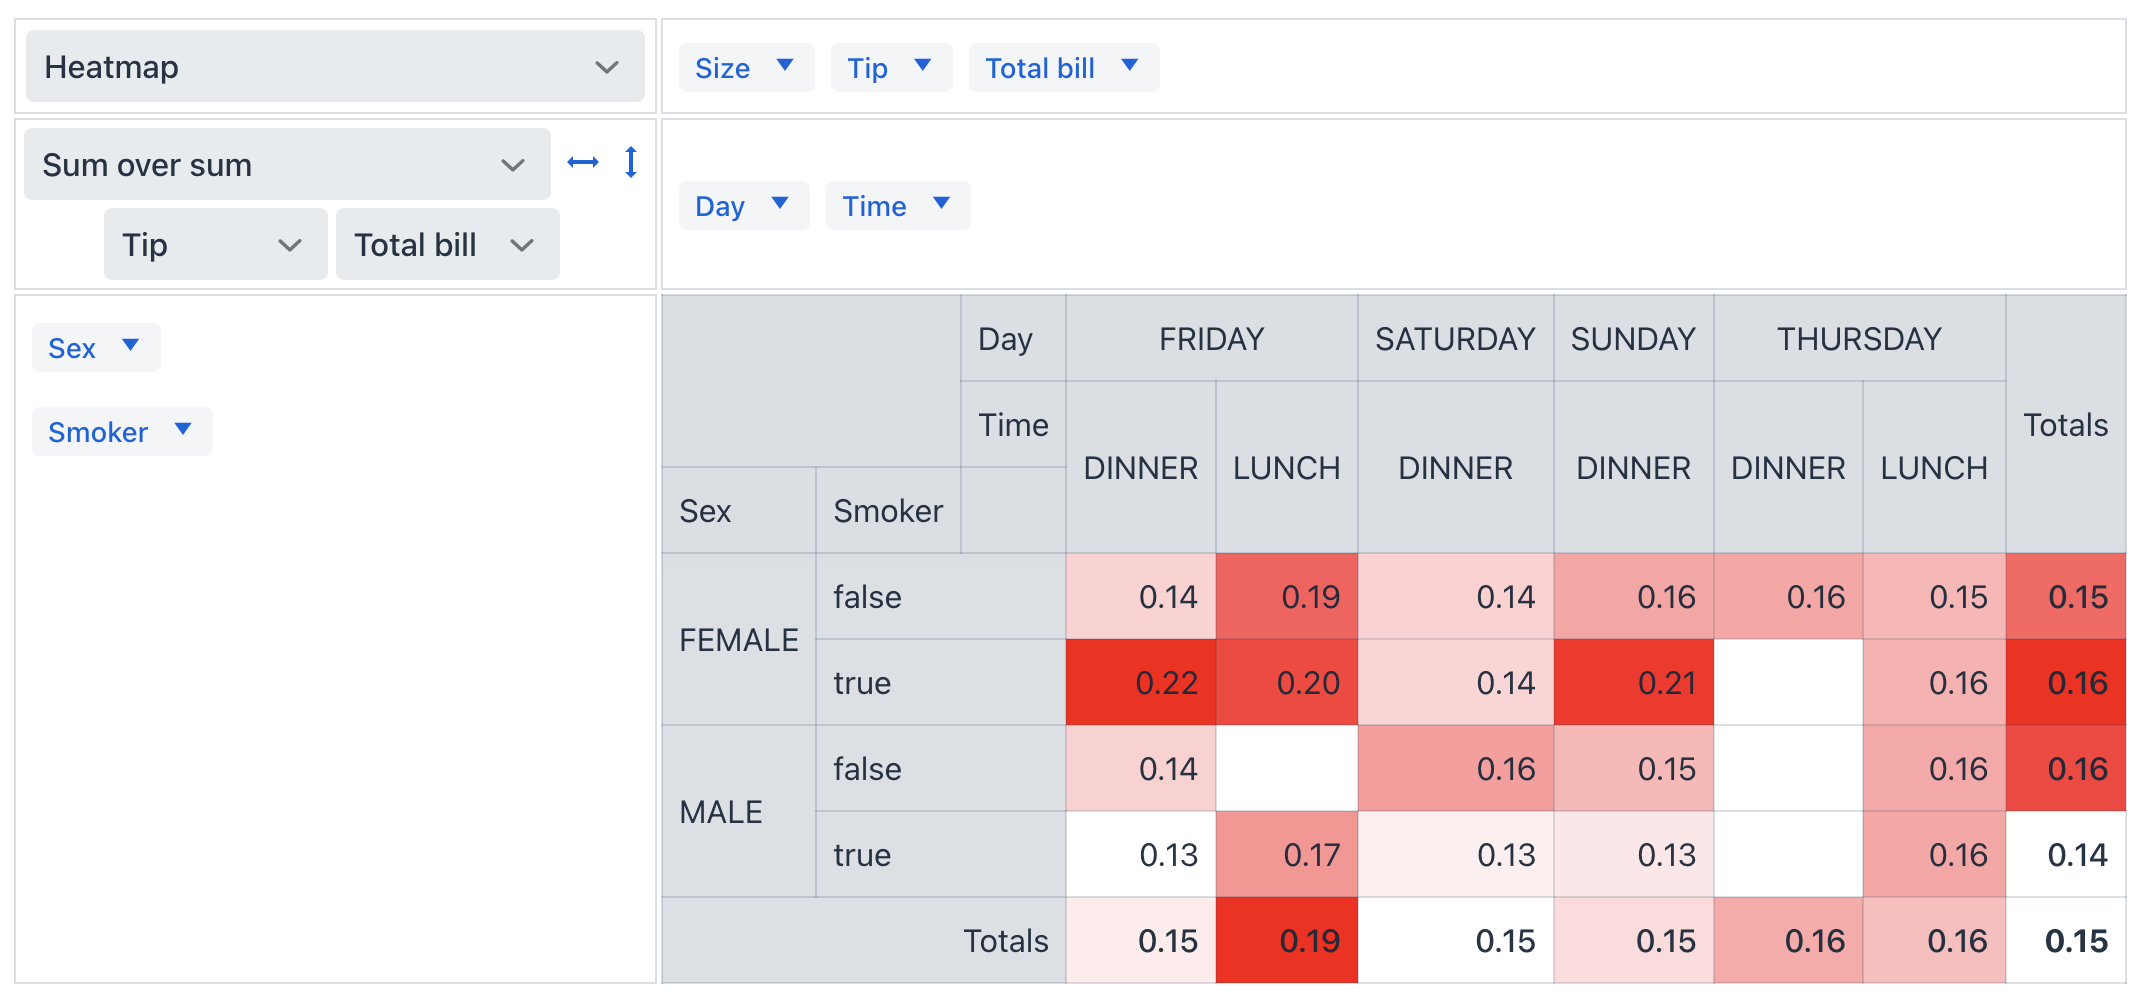 Heatmap
Size Tip Total bill
Sum over sum
Tip Total bill
Day Time
Sex
Smoker
Day FRIDAY SATURDAY SUNDAY THURSDAY Totals
Time DINNER LUNCH DINNER DINNER DINNER LUNCH
Sex Smoker
FEMALE false 0.14 0.19 0.14 0.16 0.16 0.15 0.15
true 0.22 0.20 0.14 0.21 0.16 0.16
MALE false 0.14 0.16 0.15 0.16 0.16
true 0.13 0.17 0.13 0.13 0.16 0.14
Totals 0.15 0.19 0.15 0.15 0.16 0.16 0.15